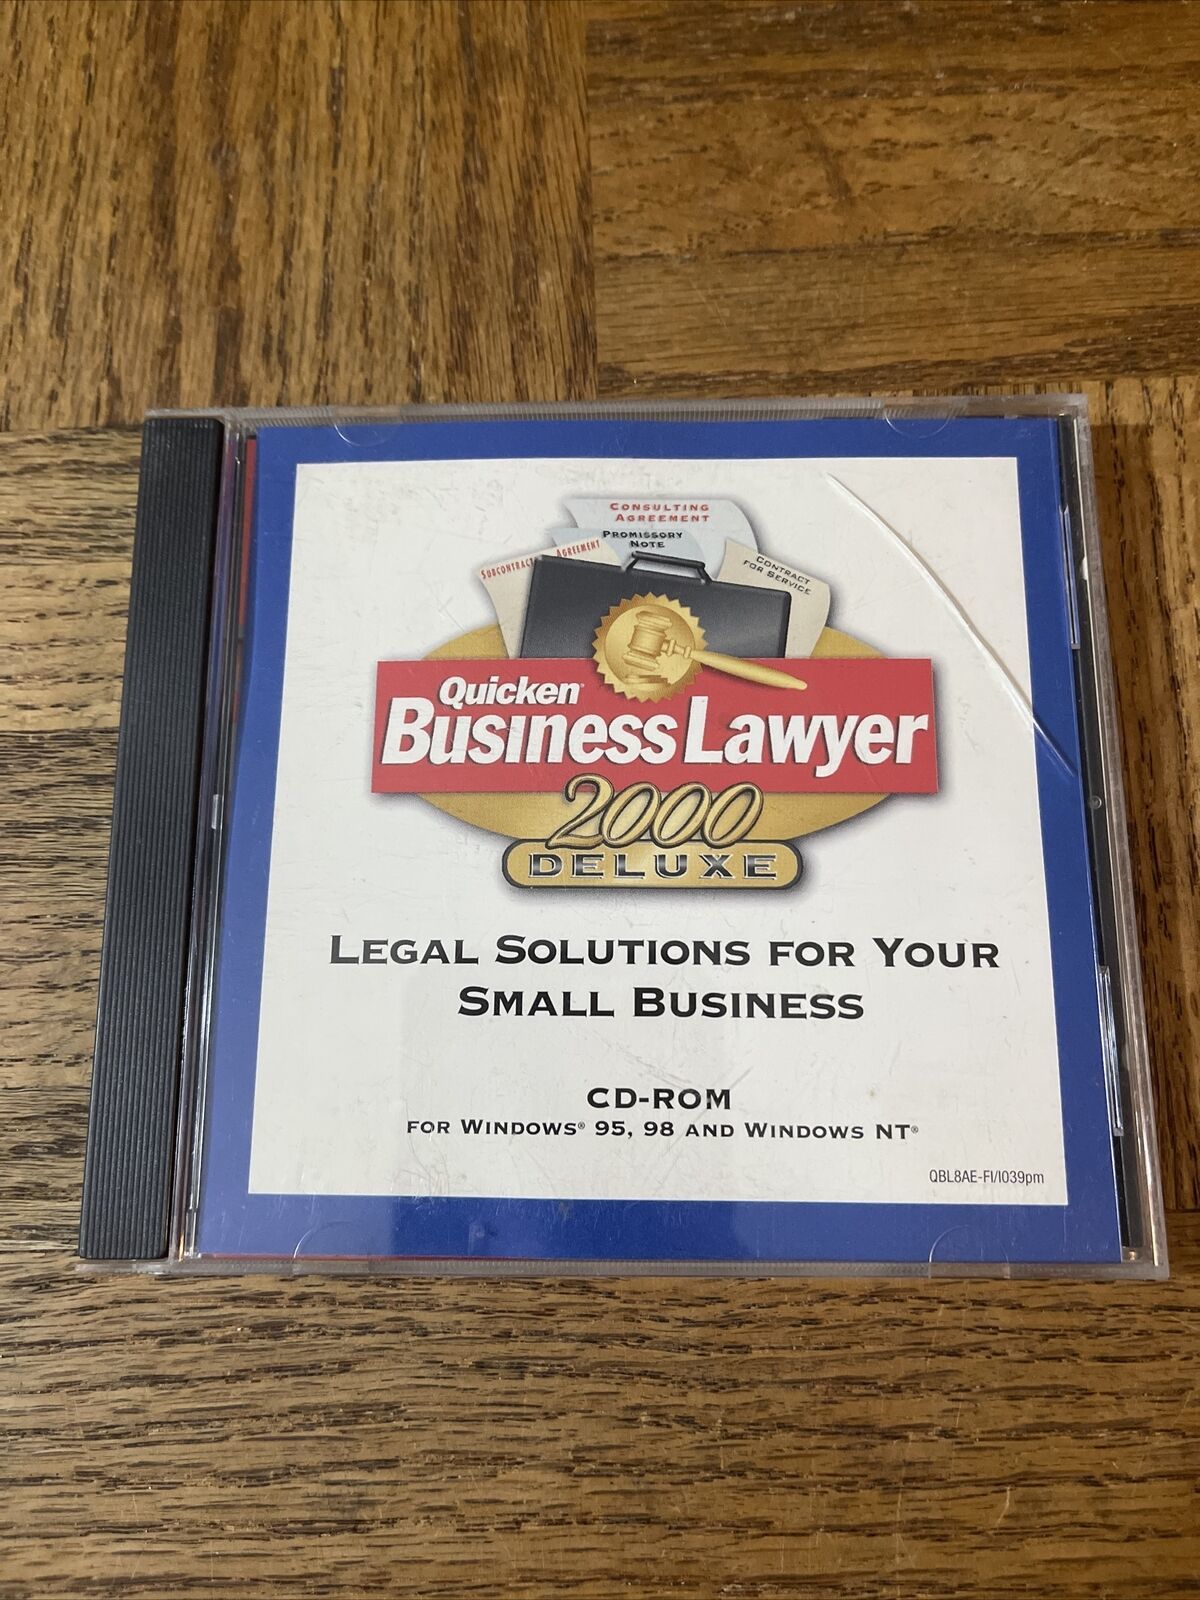 CONSULTING
AGREEMENT
PROMISSORY
NOTE
SUBCONTRACT AGREEMENT
CONTRACT
FOR SERVICE
Quicken®
Business Lawyer
2000
DELUXE
LEGAL SOLUTIONS FOR YOUR
SMALL BUSINESS
CD-ROM
FOR WINDOWS® 95, 98 AND WINDOWS NT®
QBL8AE-FI/I039pm